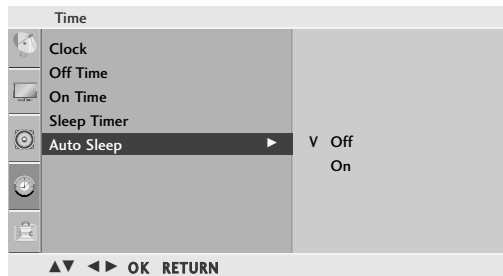 Time
Clock
Off Time
On Time
Sleep Timer
Auto Sleep ►
V Off
On
▲▼ ◄► OK RETURN